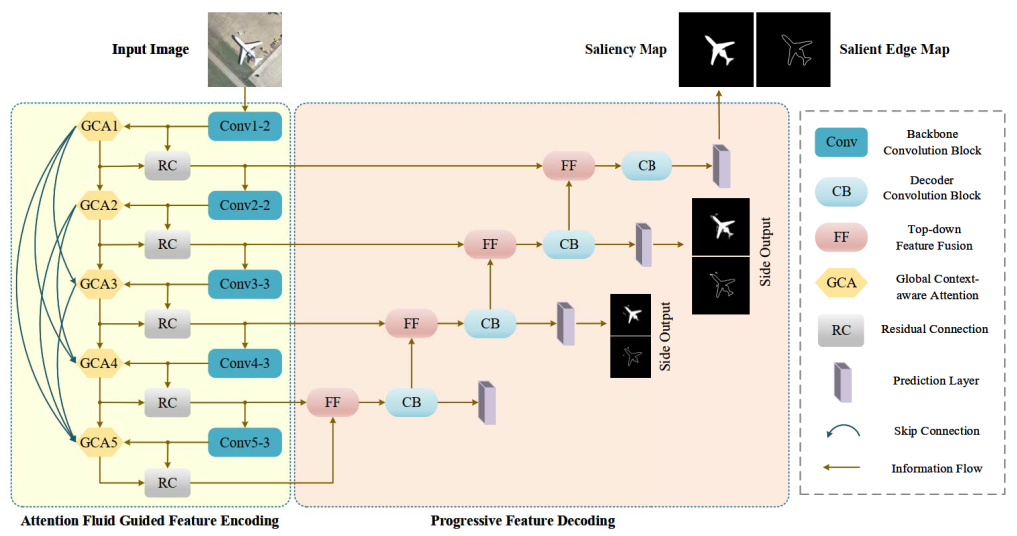 Input Image
Saliency Map
Salient Edge Map
GCA1
Conv1-2
RC
FF
CB
GCA2
Conv2-2
RC
FF
CB
Side Output
GCA3
Conv3-3
RC
FF
CB
Side Output
GCA4
Conv4-3
RC
FF
CB
GCA5
Conv5-3
RC
Attention Fluid Guided Feature Encoding
Progressive Feature Decoding
Conv
Backbone
Convolution Block
CB
Decoder
Convolution Block
FF
Top-down
Feature Fusion
GCA
Global Context-
aware Attention
RC
Residual Connection
Prediction Layer
Skip Connection
Information Flow